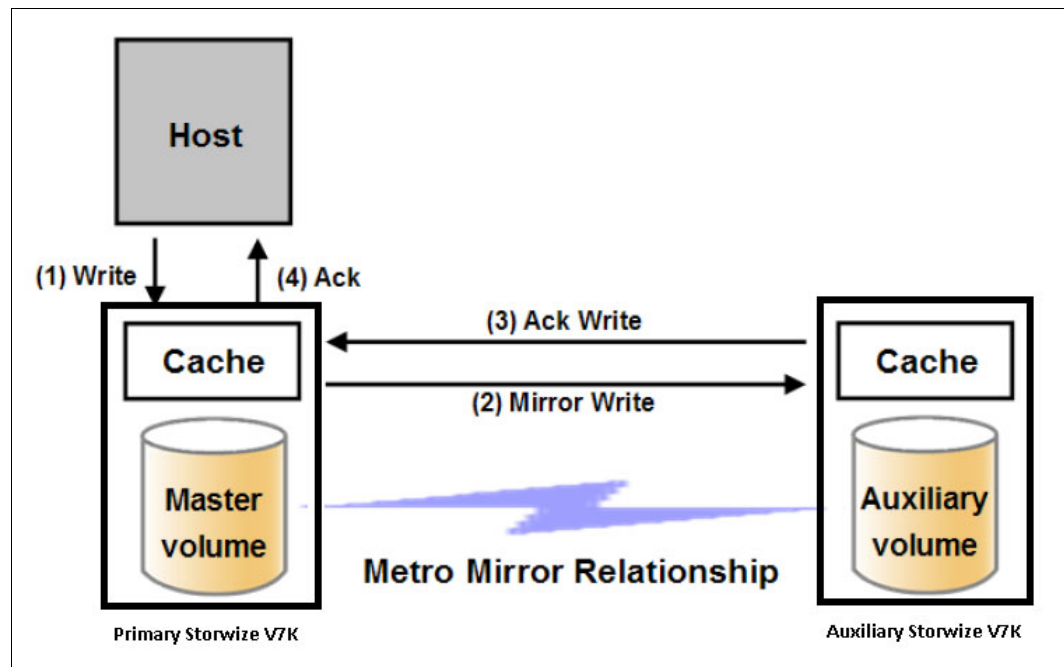 Host
(1) Write
(4) Ack
(3) Ack Write
Cache
Cache
(2) Mirror Write
Master
volume
Auxiliary
volume
Metro Mirror Relationship
Primary Storwize V7K
Auxiliary Storwize V7K